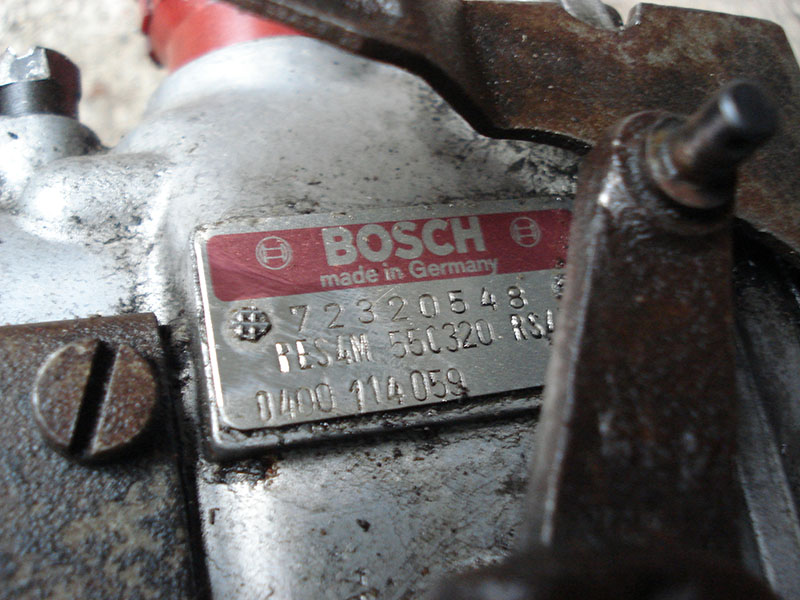 BOSCH
made in Germany
72320548
PES4M 55C320 RS
0400 114 059